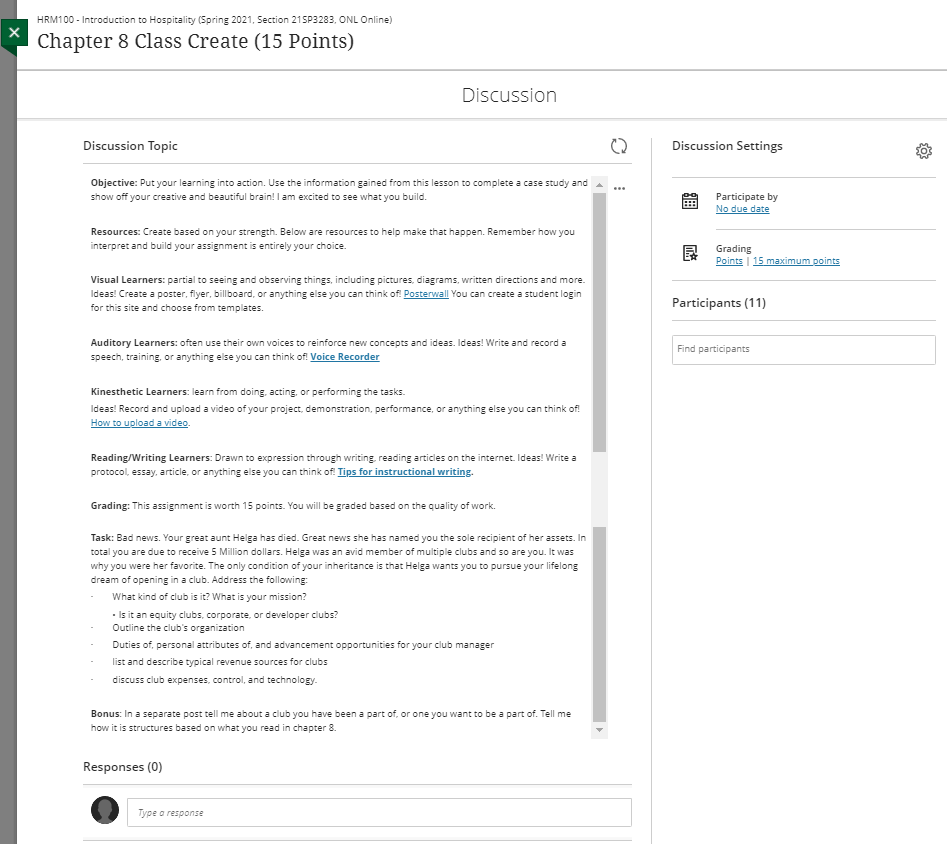 HRM100 - Introduction to Hospitality (Spring 2021, Section 21SP3283, ONL Online)
Chapter 8 Class Create (15 Points)
Discussion
Discussion Topic
Objective: Put your learning into action. Use the information gained from this lesson to complete a case study and
show off your creative and beautiful brain! I am excited to see what you build.
Resources: Create based on your strength. Below are resources to help make that happen. Remember how you
interpret and build your assignment is entirely your choice.
Visual Learners: partial to seeing and observing things, including pictures, diagrams, written directions and more.
Ideas! Create a poster, flyer, billboard, or anything else you can think of! Posterwall You can create a student login
for this site and choose from templates.
Auditory Learners: often use their own voices to reinforce new concepts and ideas. Ideas! Write and record a
speech, training, or anything else you can think of! Voice Recorder
Kinesthetic Learners: learn from doing, acting, or performing the tasks.
Ideas! Record and upload a video of your project, demonstration, performance, or anything else you can think of!
How to upload a video.
Reading/Writing Learners: Drawn to expression through writing, reading articles on the internet. Ideas! Write a
protocol, essay, article, or anything else you can think of! Tips for instructional writing.
Grading: This assignment is worth 15 points. You will be graded based on the quality of work.
Task: Bad news. Your great aunt Helga has died. Great news she has named you the sole recipient of her assets. In
total you are due to receive 5 Million dollars. Helga was an avid member of multiple clubs and so are you. It was
why you were her favorite. The only condition of your inheritance is that Helga wants you to pursue your lifelong
dream of opening in a club. Address the following:
· What kind of club is it? What is your mission?
- Is it an equity clubs, corporate, or developer clubs?
· Outline the club's organization
· Duties of, personal attributes of, and advancement opportunities for your club manager
· list and describe typical revenue sources for clubs
· discuss club expenses, control, and technology.
Bonus: In a separate post tell me about a club you have been a part of, or one you want to be a part of. Tell me
how it is structures based on what you read in chapter 8.
Responses (0)
Type a response
Discussion Settings
Participate by
No due date
Grading
Points | 15 maximum points
Participants (11)
Find participants